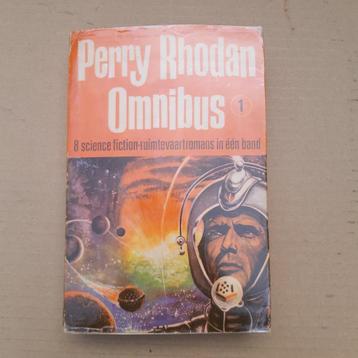 Perry Rhodan
Omnibus 1
8 science fiction-ruimtevaartromans in één band